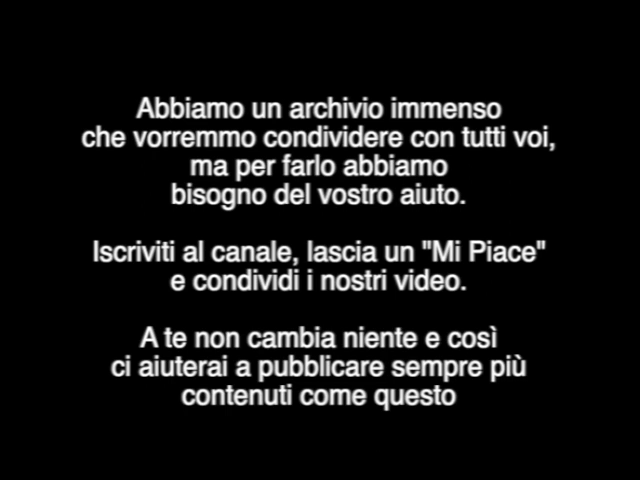 Abbiamo un archivio immenso
che vorremmo condividere con tutti voi,
ma per farlo abbiamo
bisogno del vostro aiuto.
Iscriviti al canale, lascia un "Mi Piace"
e condividi i nostri video.
A te non cambia niente e così
ci aiuterai a pubblicare sempre più
contenuti come questo